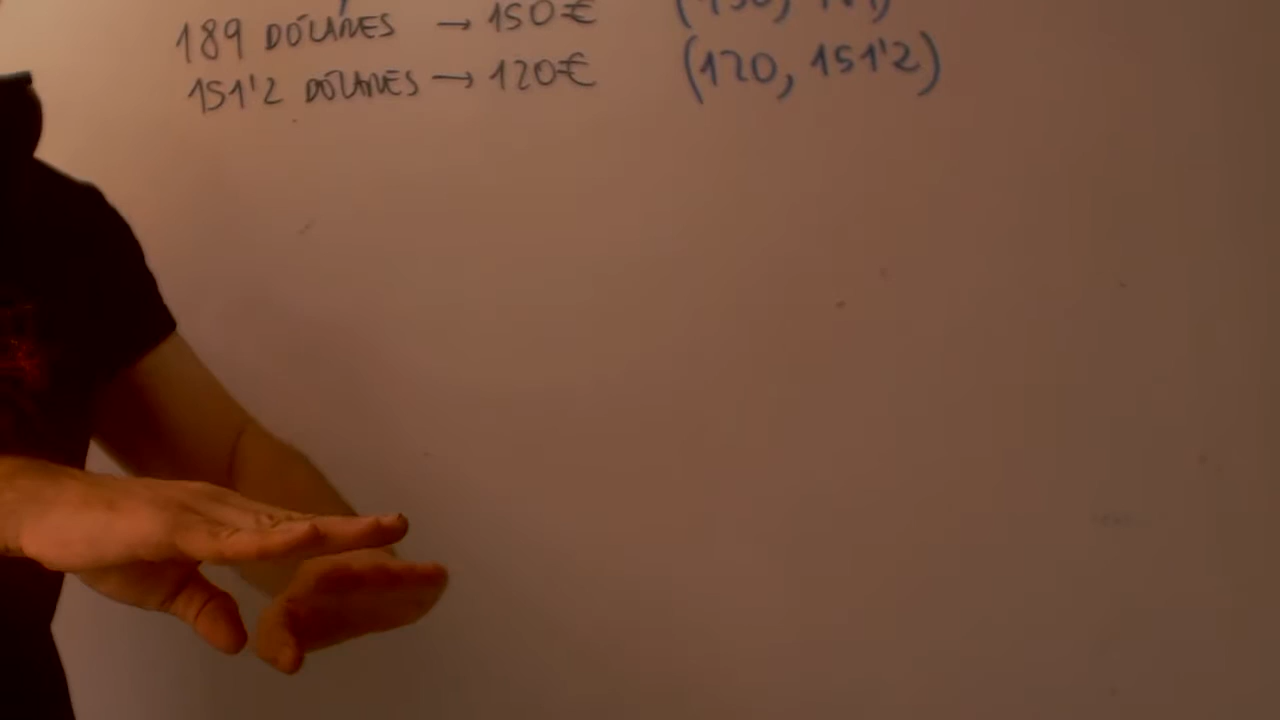 189 DÓLARES → 150€
151'2 DÓLARES → 120€ (120, 151'2)